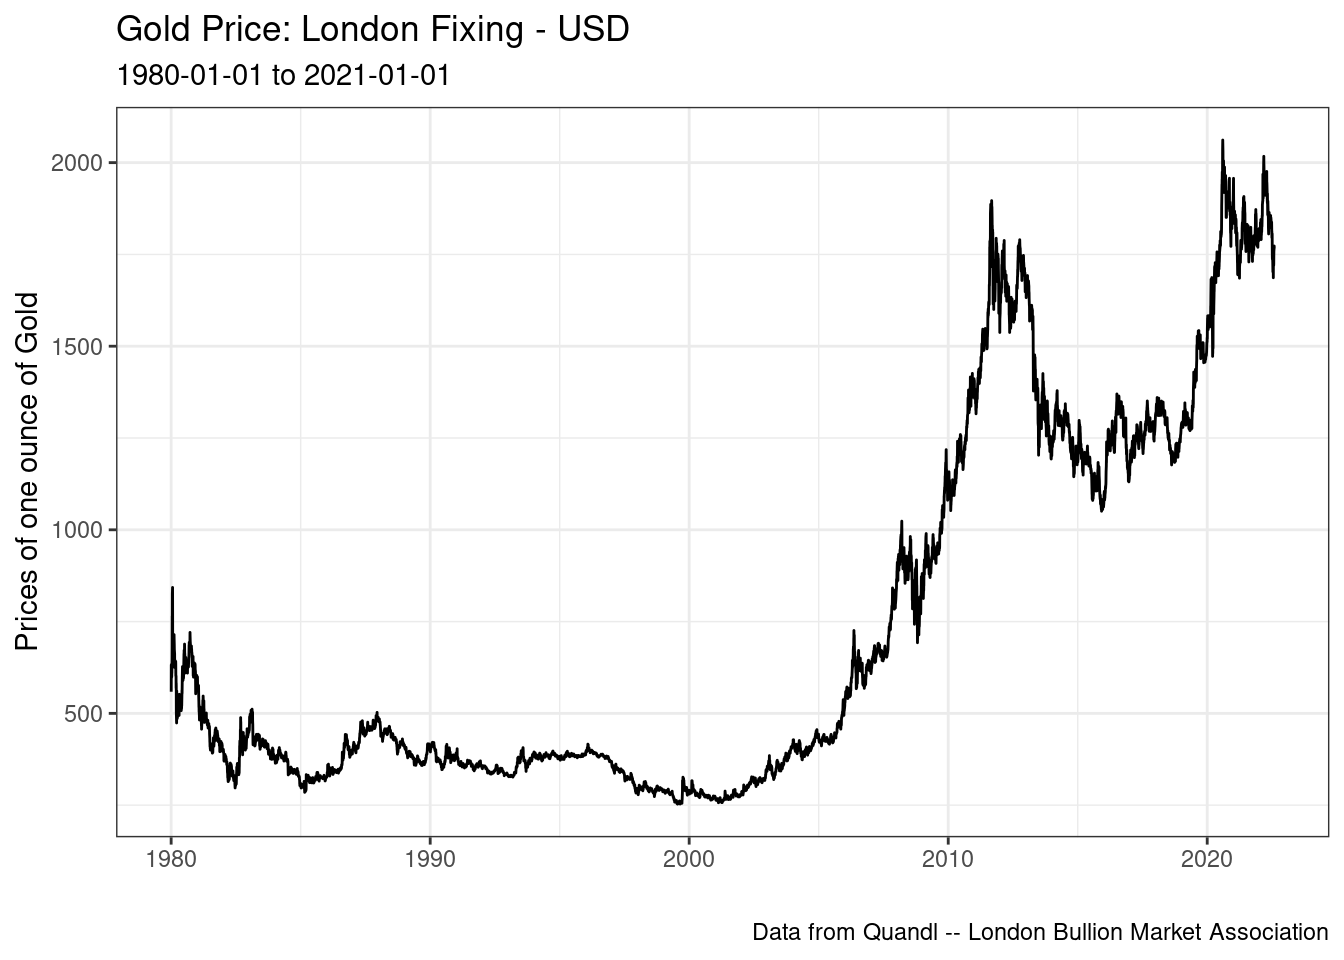 Gold Price: London Fixing - USD
1980-01-01 to 2021-01-01
Prices of one ounce of Gold
2000
1500
1000
500
1980 1990 2000 2010 2020
Data from Quandl -- London Bullion Market Association